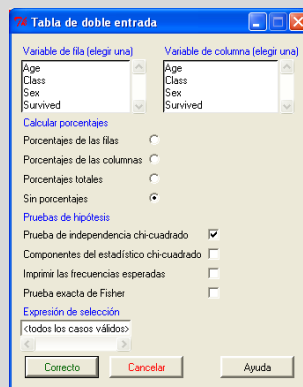 Tabla de doble entrada
Variable de fila (elegir una) Variable de columna (elegir una)
Age Age
Class Class
Sex Sex
Survived Survived
Calcular porcentajes
Porcentajes de las filas
Porcentajes de las columnas
Porcentajes totales
Sin porcentajes
Pruebas de hipótesis
Prueba de independencia chi-cuadrado
Componentes del estadístico chi-cuadrado
Imprimir las frecuencias esperadas
Prueba exacta de Fisher
Expresión de selección
<todos los casos válidos>
Correcto Cancelar Ayuda